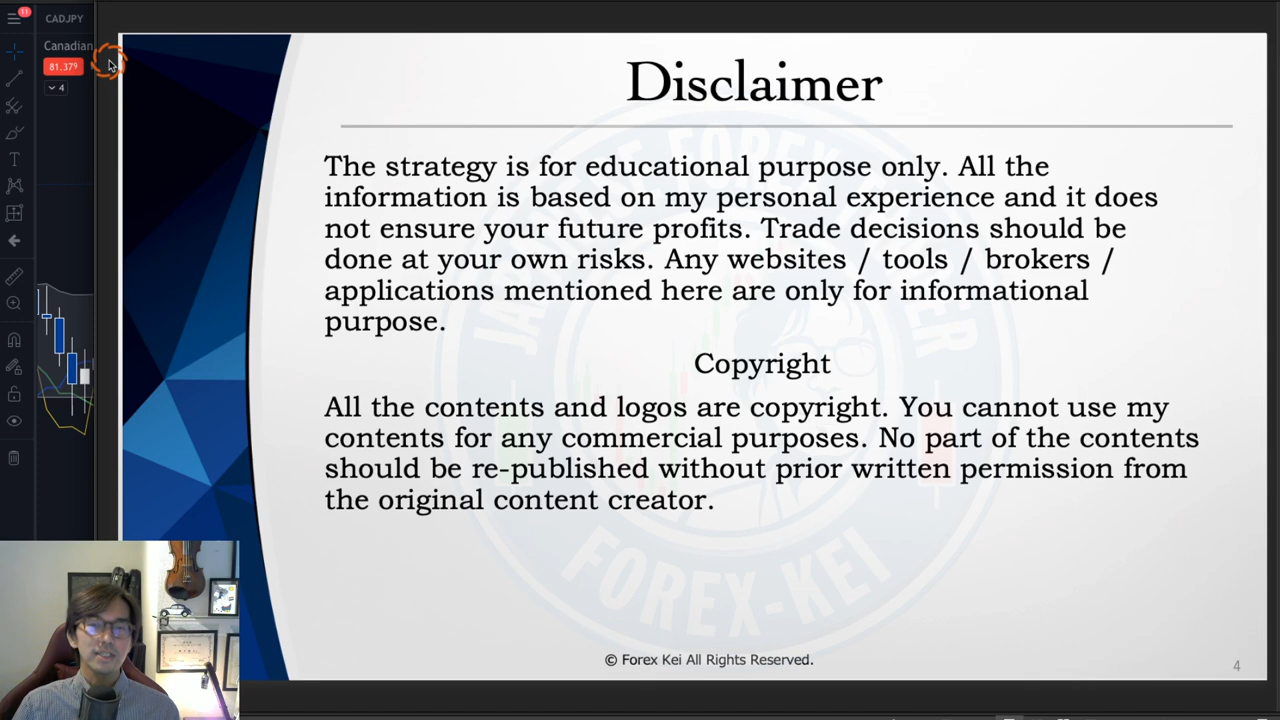 11
CADJPY
Canadian
81.379
4
Disclaimer
The strategy is for educational purpose only. All the
information is based on my personal experience and it does
not ensure your future profits. Trade decisions should be
done at your own risks. Any websites / tools / brokers /
applications mentioned here are only for informational
purpose.
Copyright
All the contents and logos are copyright. You cannot use my
contents for any commercial purposes. No part of the contents
should be re-published without prior written permission from
the original content creator.
FOREX-KEI
© Forex Kei All Rights Reserved.
4